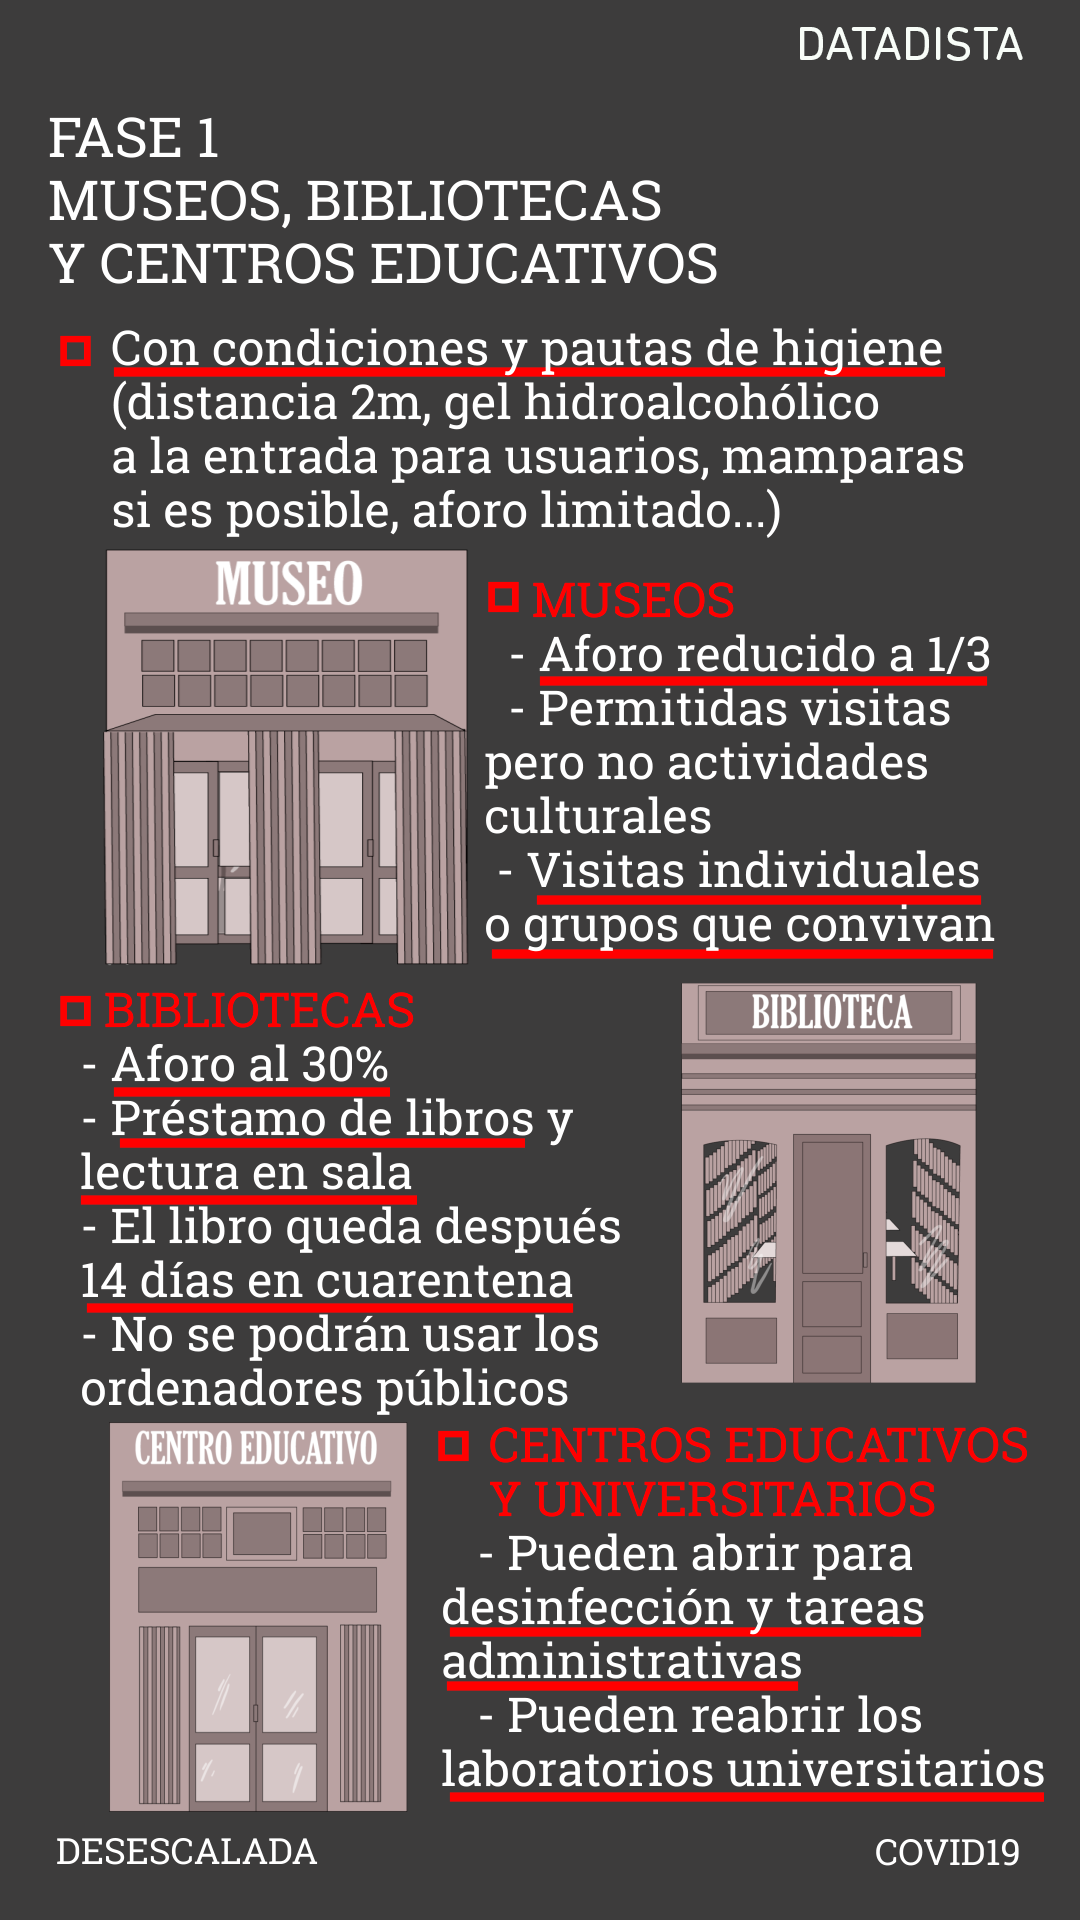 DATADISTA
FASE 1
MUSEOS, BIBLIOTECAS
Y CENTROS EDUCATIVOS
Con condiciones y pautas de higiene
(distancia 2m, gel hidroalcohólico
a la entrada para usuarios, mamparas
si es posible, aforo limitado...)
MUSEO
MUSEOS
- Aforo reducido a 1/3
- Permitidas visitas
pero no actividades
culturales
- Visitas individuales
o grupos que convivan
BIBLIOTECAS
- Aforo al 30%
- Préstamo de libros y
lectura en sala
- El libro queda después
14 días en cuarentena
- No se podrán usar los
ordenadores públicos
BIBLIOTECA
CENTRO EDUCATIVO
CENTROS EDUCATIVOS
Y UNIVERSITARIOS
- Pueden abrir para
desinfección y tareas
administrativas
- Pueden reabrir los
laboratorios universitarios
DESESCALADA
COVID19